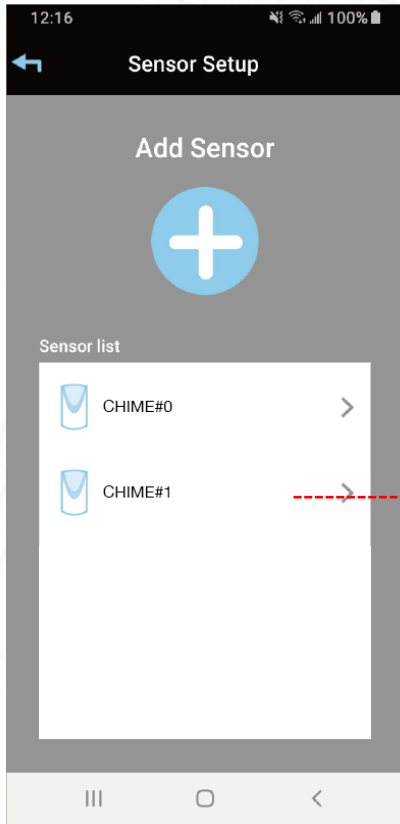 12:16 100%
Sensor Setup
Add Sensor
Sensor list
CHIME#0
CHIME#1